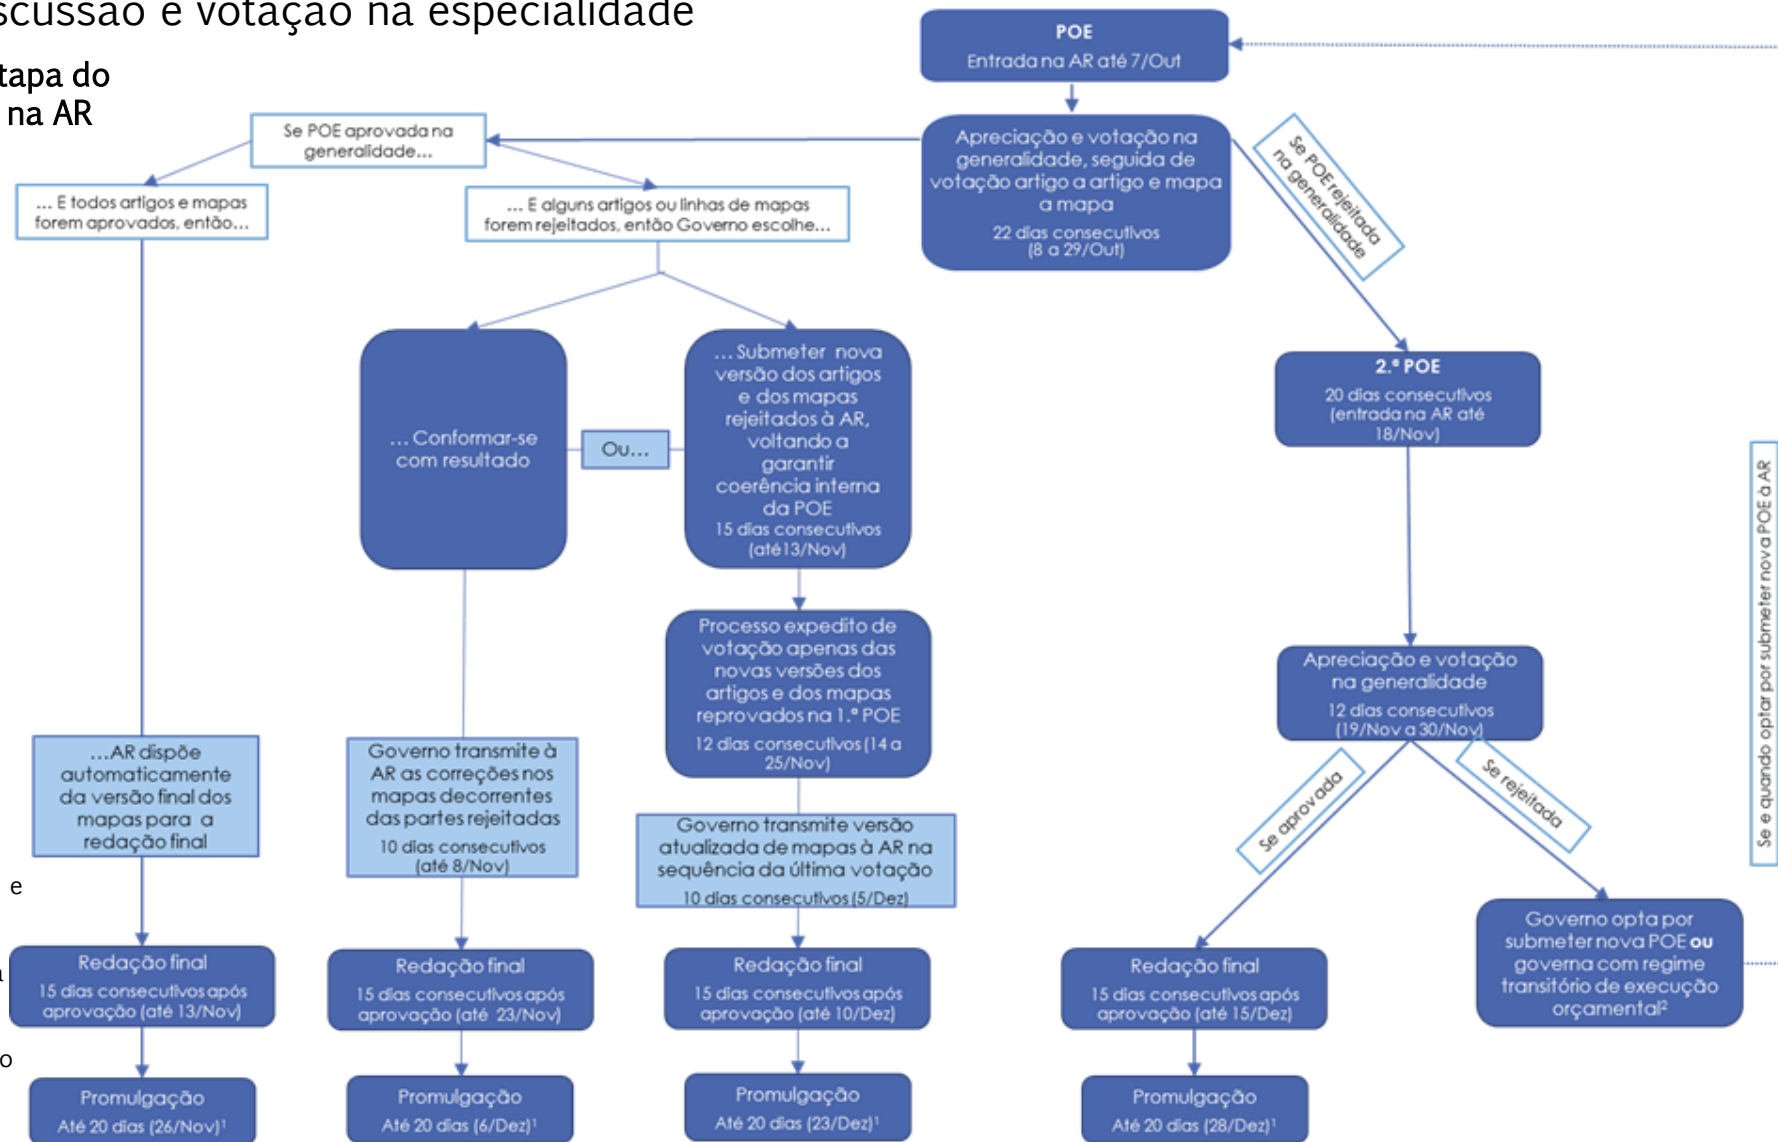 scussão e votação na especialidade
tapa do
na AR
POE
Entrada na AR até 7/Out
Se POE aprovada na
generalidade...
Apreciação e votação na
generalidade, seguida de
votação artigo a artigo e mapa
a mapa
22 dias consecutivos
(8 a 29/Out)
Se POE rejeitada
na generalidade
... E todos artigos e mapas
forem aprovados, então...
... E alguns artigos ou linhas de mapas
forem rejeitados, então Governo escolhe...
... Conformar-se
com resultado
Ou...
... Submeter nova
versão dos artigos
e dos mapas
rejeitados à AR,
voltando a
garantir
coerência interna
da POE
15 dias consecutivos
(até13/Nov)
2.ª POE
20 dias consecutivos
(entrada na AR até
18/Nov)
Se e quando optar por submeter nova POE à AR
Processo expedito de
votação apenas das
novas versões dos
artigos e dos mapas
reprovados na 1.ª POE
12 dias consecutivos (14 a
25/Nov)
Apreciação e votação
na generalidade
12 dias consecutivos
(19/Nov a 30/Nov)
Se aprovada
Se rejeitada
...AR dispõe
automaticamente
da versão final dos
mapas para a
redação final
Governo transmite à
AR as correções nos
mapas decorrentes
das partes rejeitadas
10 dias consecutivos
(até 8/Nov)
Governo transmite versão
atualizada de mapas à AR na
sequência da última votação
10 dias consecutivos (5/Dez)
e
a
o
Redação final
15 dias consecutivos após
aprovação (até 13/Nov)
Redação final
15 dias consecutivos após
aprovação (até 23/Nov)
Redação final
15 dias consecutivos após
aprovação (até 10/Dez)
Redação final
15 dias consecutivos após
aprovação (até 15/Dez)
Governo opta por
submeter nova POE ou
governa com regime
transitório de execução
orçamental²
Promulgação
Até 20 dias (26/Nov)¹
Promulgação
Até 20 dias (6/Dez)¹
Promulgação
Até 20 dias (23/Dez)¹
Promulgação
Até 20 dias (28/Dez)¹